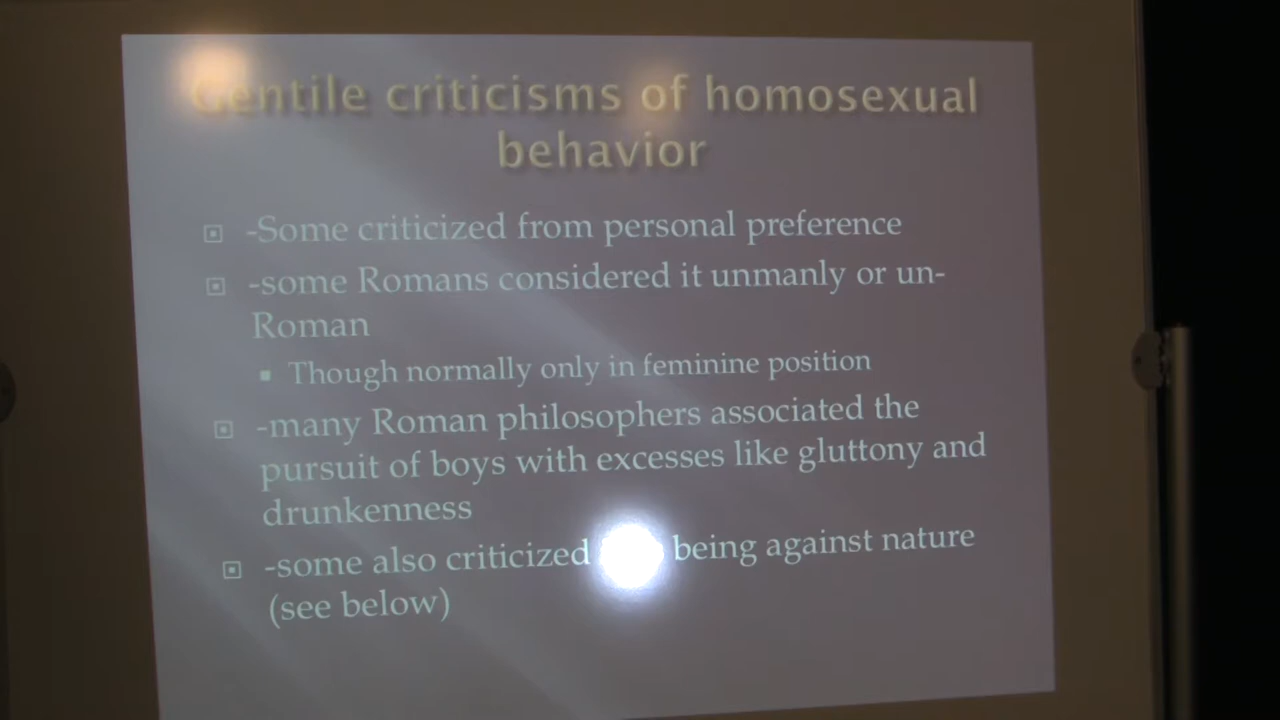 Gentile criticisms of homosexual
behavior
-Some criticized from personal preference
-some Romans considered it unmanly or un-
Roman
Though normally only in feminine position
-many Roman philosophers associated the
pursuit of boys with excesses like gluttony and
drunkenness
-some also criticized being against nature
(see below)